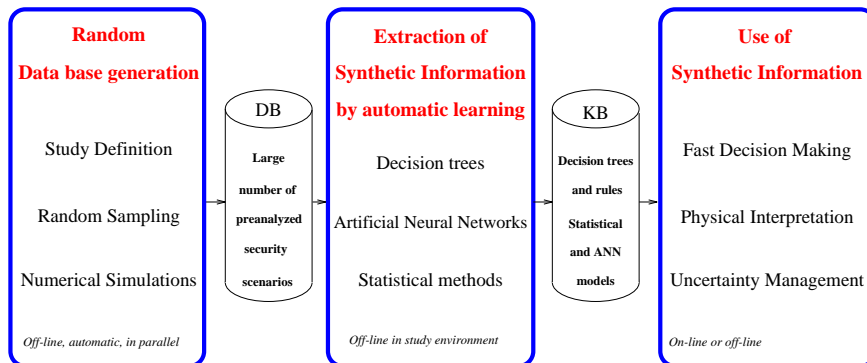 Random
Data base generation
Study Definition
Random Sampling
Numerical Simulations
Off-line, automatic, in parallel
DB
Large
number of
preanalyzed
security
scenarios
Extraction of
Synthetic Information
by automatic learning
Decision trees
Artificial Neural Networks
Statistical methods
Off-line in study environment
KB
Decision trees
and rules
Statistical
and ANN
models
Use of
Synthetic Information
Fast Decision Making
Physical Interpretation
Uncertainty Management
On-line or off-line